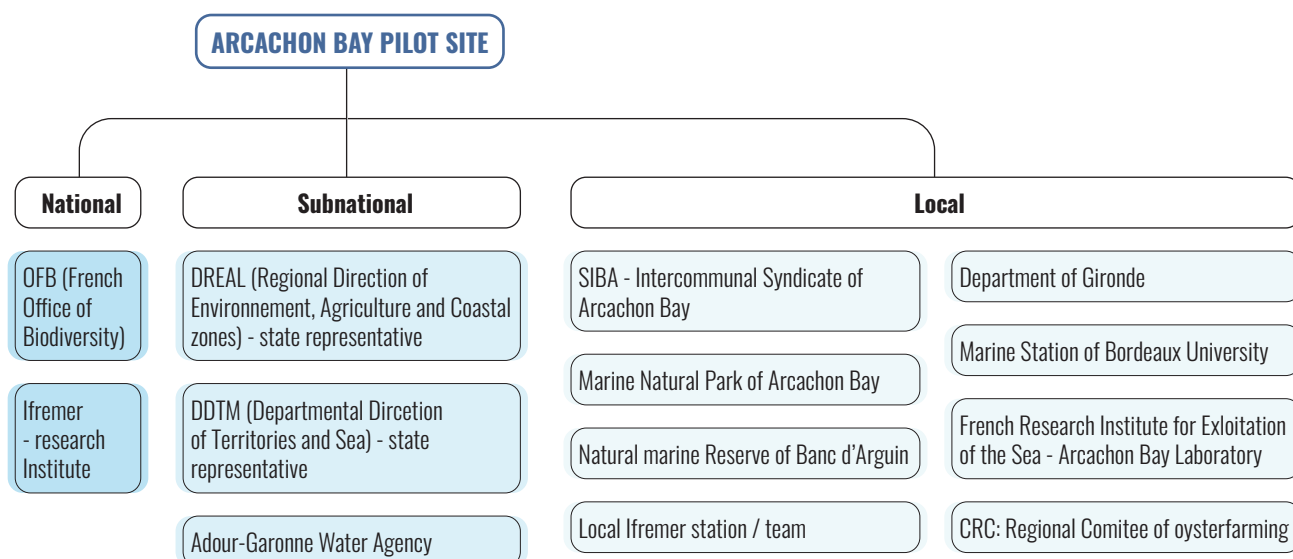 ARCACHON BAY PILOT SITE
National
Subnational
Local
OFB (French
Office of
Biodiversity)
Ifremer
- research
Institute
DREAL (Regional Direction of
Environnement, Agriculture and Coastal
zones) - state representative
DDTM (Departmental Dircetion
of Territories and Sea) - state
representative
Adour-Garonne Water Agency
SIBA - Intercommunal Syndicate of
Arcachon Bay
Marine Natural Park of Arcachon Bay
Natural marine Reserve of Banc d'Arguin
Local Ifremer station / team
Department of Gironde
Marine Station of Bordeaux University
French Research Institute for Exloitation
of the Sea - Arcachon Bay Laboratory
CRC: Regional Comitee of oysterfarming